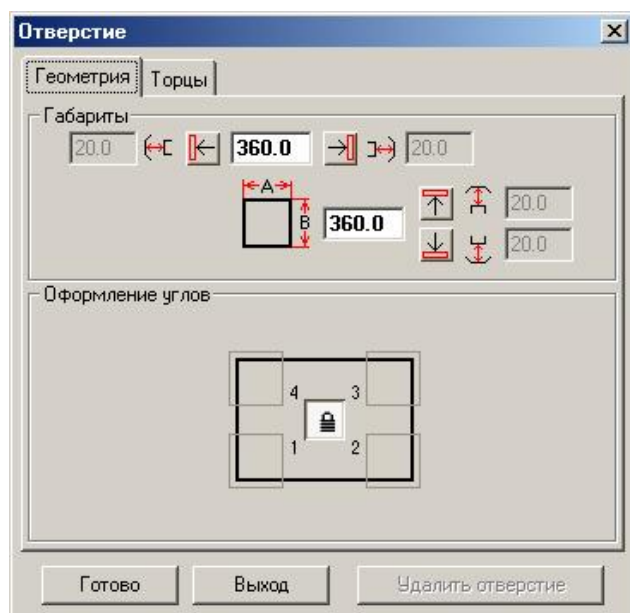 Отверстие
Геометрия Торцы
Габариты
20.0 360.0 20.0
A
B 360.0 20.0
20.0
Оформление углов
4 3
1 2
Готово Выход Удалить отверстие